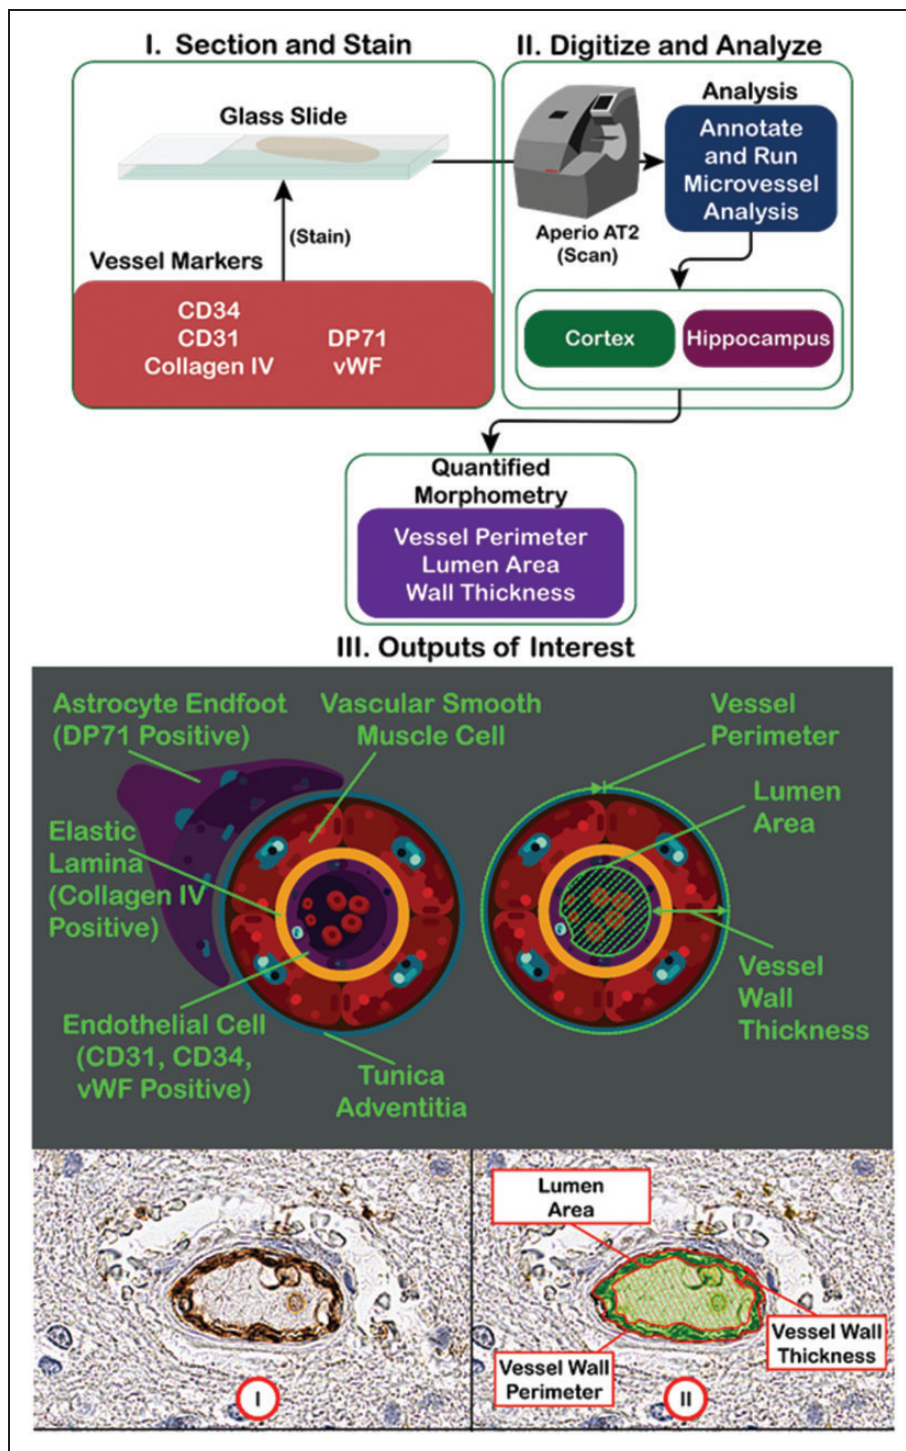 I. Section and Stain
II. Digitize and Analyze
Glass Slide
(Stain)
Vessel Markers
CD34
CD31
Collagen IV
DP71
vWF
Aperio AT2
(Scan)
Analysis
Annotate
and Run
Microvessel
Analysis
Cortex
Hippocampus
Quantified
Morphometry
Vessel Perimeter
Lumen Area
Wall Thickness
III. Outputs of Interest
Astrocyte Endfoot
(DP71 Positive)
Vascular Smooth
Muscle Cell
Vessel
Perimeter
Elastic
Lamina
(Collagen IV
Positive)
Lumen
Area
Endothelial Cell
(CD31, CD34,
vWF Positive)
Tunica
Adventitia
Vessel
Wall
Thickness
Lumen
Area
Vessel Wall
Thickness
Vessel Wall
Perimeter
I
II